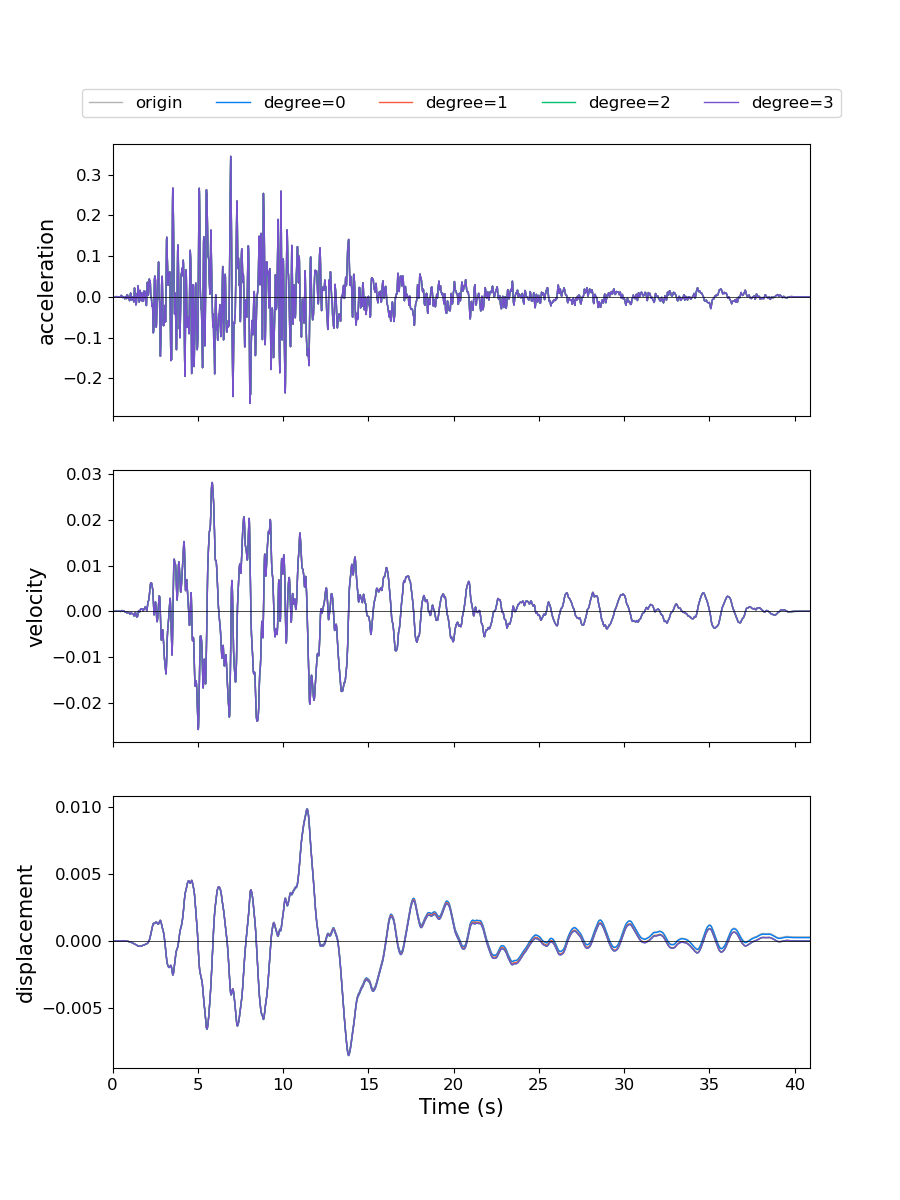 origin degree=0 degree=1 degree=2 degree=3
0.3
0.2
0.1
0.0
−0.1
−0.2
acceleration
0.03
0.02
0.01
0.00
−0.01
−0.02
velocity
0.010
0.005
0.000
−0.005
displacement
0 5 10 15 20 25 30 35 40
Time (s)